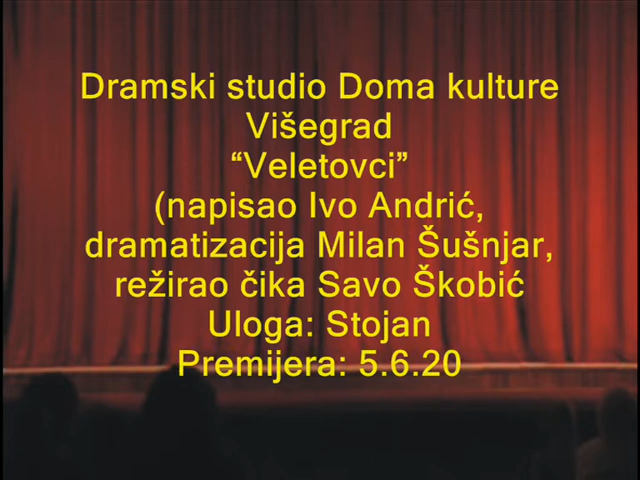 Dramski studio Doma kulture
Višegrad
“Veletovci”
(napisao Ivo Andrić,
dramatizacija Milan Šušnjar,
režirao čika Savo Škobić
Uloga: Stojan
Premijera: 5.6.20